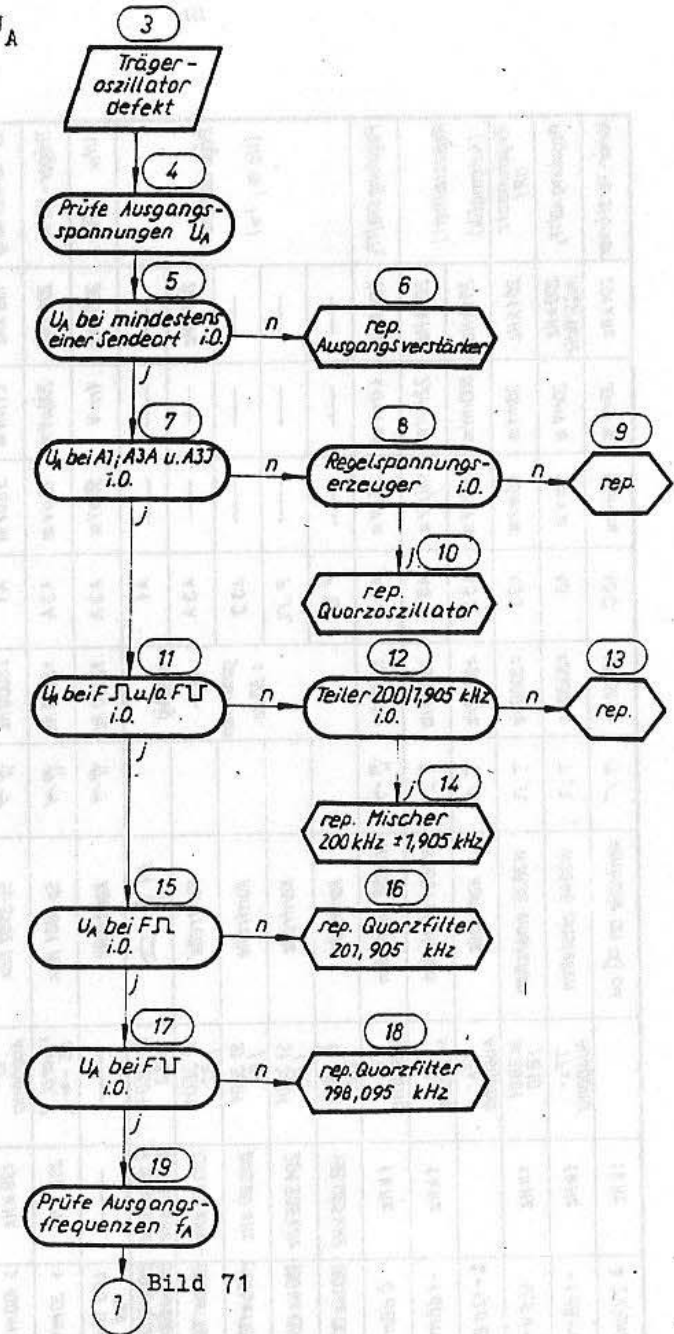 U_A
3
Träger-
oszillator
defekt
4
Prüfe Ausgangs-
spannungen U_A
5
U_A bei mindestens
einer Sendeart i.O.
n
6
rep.
Ausgangsverstärker
j
7
U_A bei A1; A3A u. A3J
i.O.
n
8
Regelspannungs-
erzeuger i.O.
n
9
rep.
j
j
10
rep.
Quarzoszillator
11
U_A bei F⎍ u/o F⊔
i.O.
n
12
Teiler 200/1,905 kHz
i.O.
n
13
rep.
j
j
14
rep. Mischer
200 kHz ±1,905 kHz
15
U_A bei F⎍
i.O.
n
16
rep. Quarzfilter
201,905 kHz
j
17
U_A bei F⊔
i.O.
n
18
rep. Quarzfilter
198,095 kHz
j
19
Prüfe Ausgangs-
frequenzen f_A
1
Bild 71